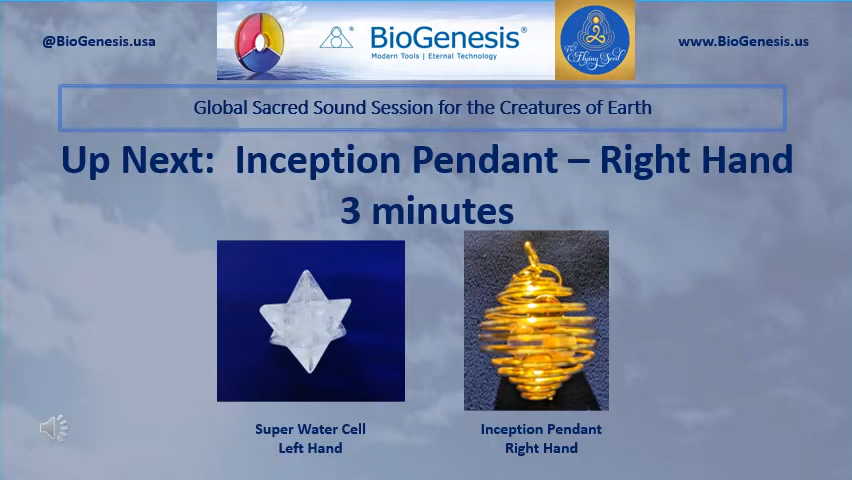 @BioGenesis.usa
BioGenesis®
Modern Tools | Eternal Technology
The
Flying Seed
www.BioGenesis.us
Global Sacred Sound Session for the Creatures of Earth
Up Next: Inception Pendant – Right Hand
3 minutes
Super Water Cell
Left Hand
Inception Pendant
Right Hand